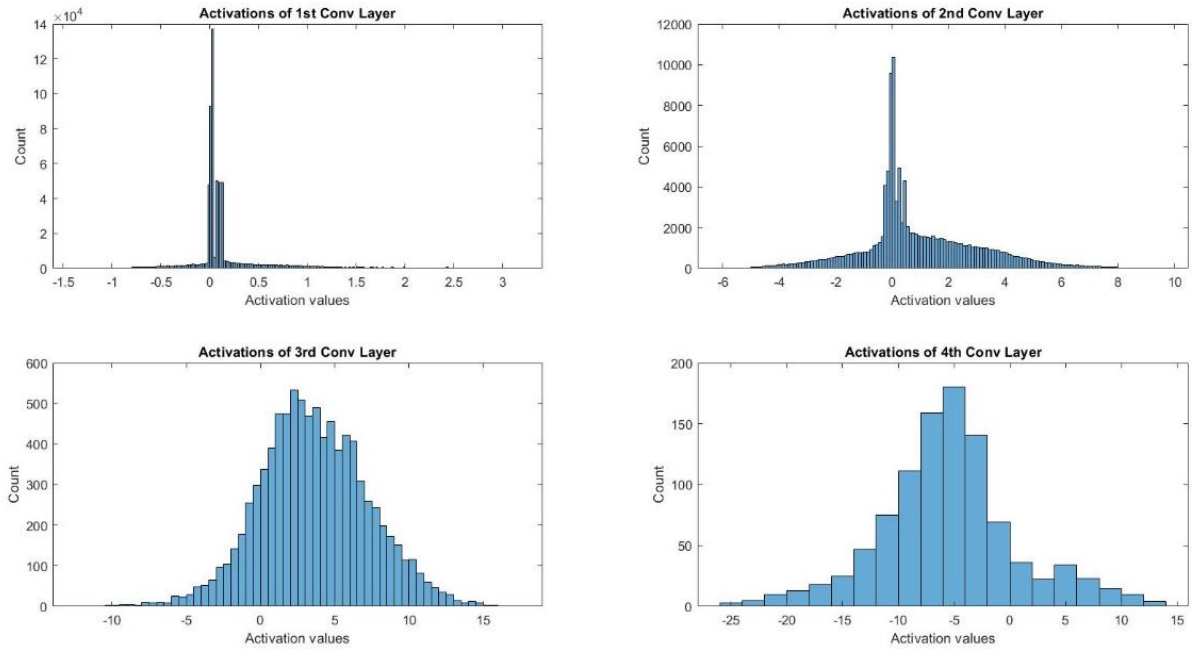 Activations of 1st Conv Layer
×10⁴
14
12
10
8
6
4
2
0
Count
-1.5 -1 -0.5 0 0.5 1 1.5 2 2.5 3
Activation values
Activations of 2nd Conv Layer
12000
10000
8000
6000
4000
2000
0
Count
-6 -4 -2 0 2 4 6 8 10
Activation values
Activations of 3rd Conv Layer
600
500
400
300
200
100
0
Count
-10 -5 0 5 10 15
Activation values
Activations of 4th Conv Layer
200
150
100
50
0
Count
-25 -20 -15 -10 -5 0 5 10 15
Activation values